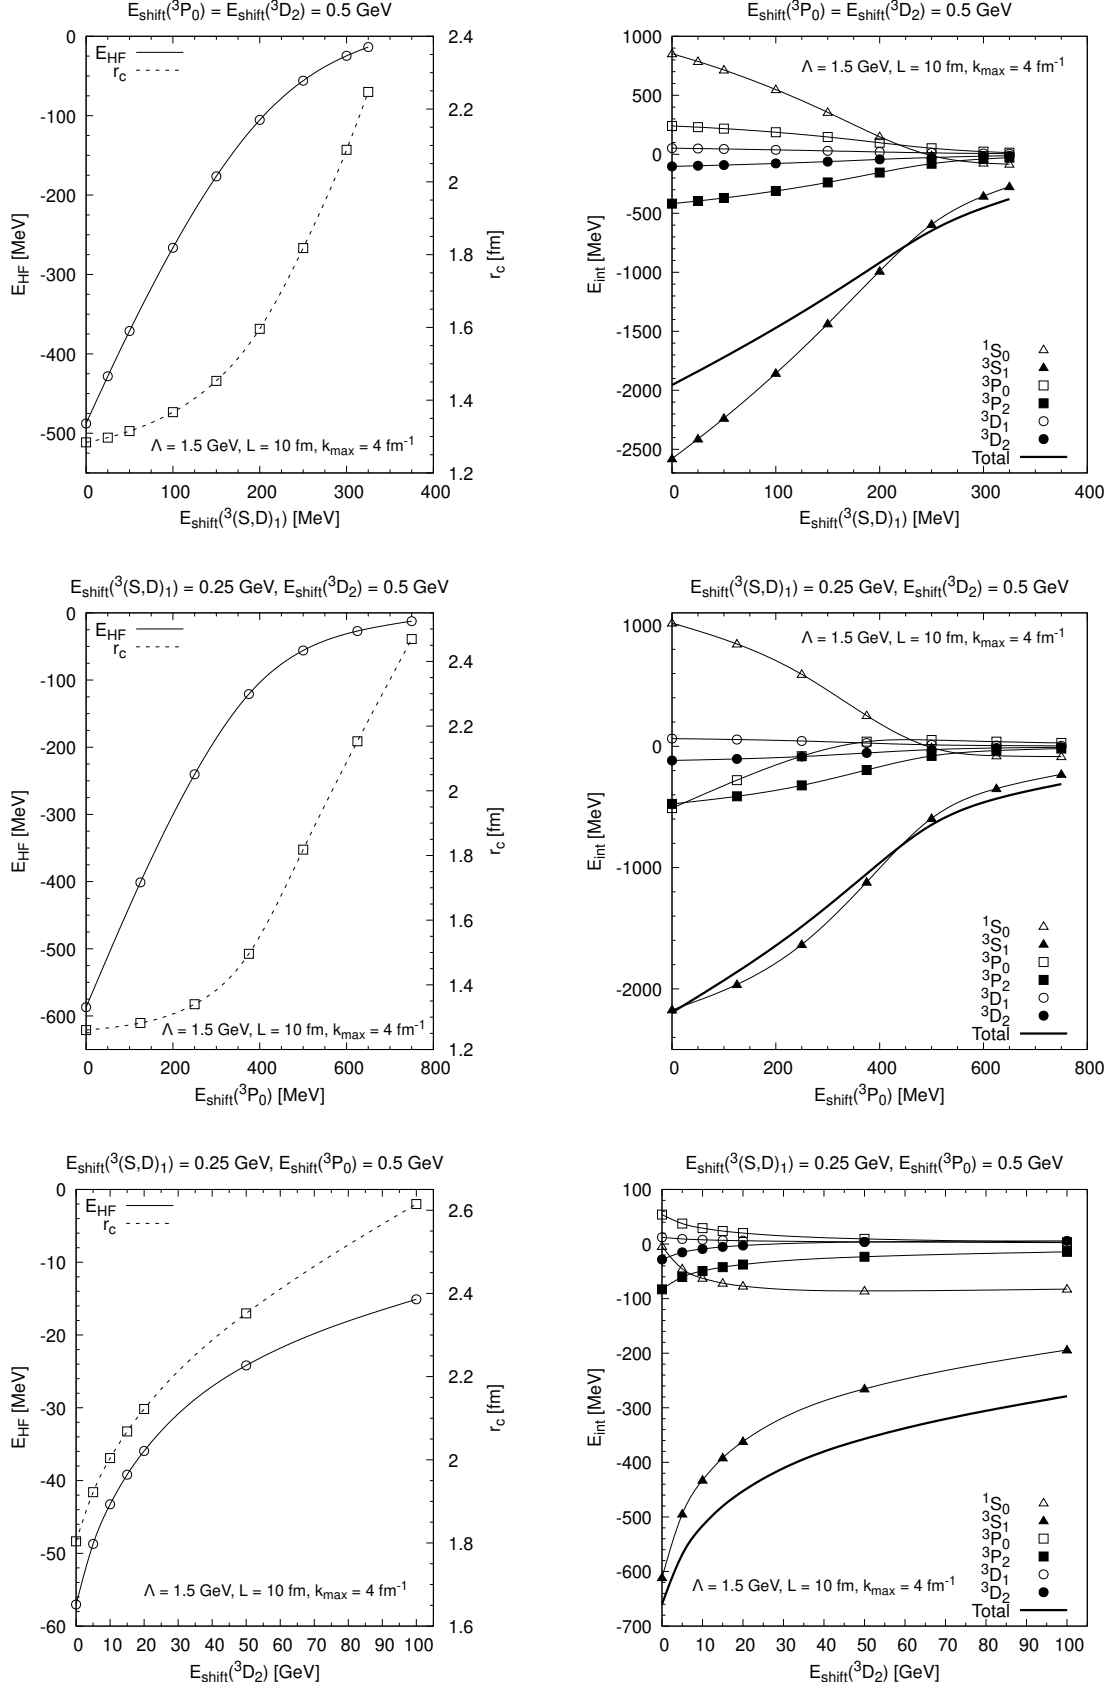 E_shift(³P₀) = E_shift(³D₂) = 0.5 GeV
E_HF
r_c
0
-100
-200
-300
-400
-500
2.4
2.2
2
1.8
1.6
1.4
1.2
E_HF [MeV]
r_c [fm]
Λ = 1.5 GeV, L = 10 fm, k_max = 4 fm⁻¹
0 100 200 300 400
E_shift(³(S,D)₁) [MeV]
E_shift(³P₀) = E_shift(³D₂) = 0.5 GeV
Λ = 1.5 GeV, L = 10 fm, k_max = 4 fm⁻¹
1000
500
0
-500
-1000
-1500
-2000
-2500
E_int [MeV]
¹S₀
³S₁
³P₀
³P₂
³D₁
³D₂
Total
0 100 200 300 400
E_shift(³(S,D)₁) [MeV]
E_shift(³(S,D)₁) = 0.25 GeV, E_shift(³D₂) = 0.5 GeV
E_HF
r_c
0
-100
-200
-300
-400
-500
-600
2.4
2.2
2
1.8
1.6
1.4
1.2
E_HF [MeV]
r_c [fm]
Λ = 1.5 GeV, L = 10 fm, k_max = 4 fm⁻¹
0 200 400 600 800
E_shift(³P₀) [MeV]
E_shift(³(S,D)₁) = 0.25 GeV, E_shift(³D₂) = 0.5 GeV
Λ = 1.5 GeV, L = 10 fm, k_max = 4 fm⁻¹
1000
0
-1000
-2000
E_int [MeV]
¹S₀
³S₁
³P₀
³P₂
³D₁
³D₂
Total
0 200 400 600 800
E_shift(³P₀) [MeV]
E_shift(³(S,D)₁) = 0.25 GeV, E_shift(³P₀) = 0.5 GeV
E_HF
r_c
0
-10
-20
-30
-40
-50
-60
2.6
2.4
2.2
2
1.8
1.6
E_HF [MeV]
r_c [fm]
Λ = 1.5 GeV, L = 10 fm, k_max = 4 fm⁻¹
0 10 20 30 40 50 60 70 80 90 100
E_shift(³D₂) [GeV]
E_shift(³(S,D)₁) = 0.25 GeV, E_shift(³P₀) = 0.5 GeV
100
0
-100
-200
-300
-400
-500
-600
-700
E_int [MeV]
¹S₀
³S₁
³P₀
³P₂
³D₁
³D₂
Total
Λ = 1.5 GeV, L = 10 fm, k_max = 4 fm⁻¹
0 10 20 30 40 50 60 70 80 90 100
E_shift(³D₂) [GeV]